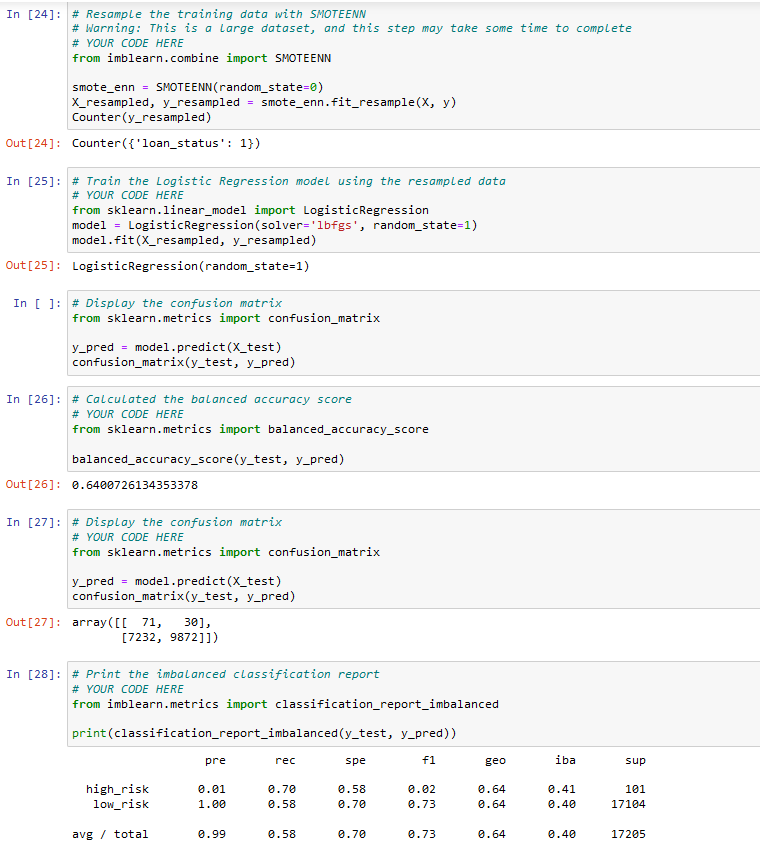 In [24]: # Resample the training data with SMOTEENN
# Warning: This is a large dataset, and this step may take some time to complete
# YOUR CODE HERE
from imblearn.combine import SMOTEENN
smote_enn = SMOTEENN(random_state=0)
X_resampled, y_resampled = smote_enn.fit_resample(X, y)
Counter(y_resampled)
Out[24]: Counter({'loan_status': 1})
In [25]: # Train the Logistic Regression model using the resampled data
# YOUR CODE HERE
from sklearn.linear_model import LogisticRegression
model = LogisticRegression(solver='lbfgs', random_state=1)
model.fit(X_resampled, y_resampled)
Out[25]: LogisticRegression(random_state=1)
In [ ]: # Display the confusion matrix
from sklearn.metrics import confusion_matrix
y_pred = model.predict(X_test)
confusion_matrix(y_test, y_pred)
In [26]: # Calculated the balanced accuracy score
# YOUR CODE HERE
from sklearn.metrics import balanced_accuracy_score
balanced_accuracy_score(y_test, y_pred)
Out[26]: 0.6400726134353378
In [27]: # Display the confusion matrix
# YOUR CODE HERE
from sklearn.metrics import confusion_matrix
y_pred = model.predict(X_test)
confusion_matrix(y_test, y_pred)
Out[27]: array([[  71,   30],
[7232, 9872]])
In [28]: # Print the imbalanced classification report
# YOUR CODE HERE
from imblearn.metrics import classification_report_imbalanced
print(classification_report_imbalanced(y_test, y_pred))
pre rec spe f1 geo iba sup
high_risk 0.01 0.70 0.58 0.02 0.64 0.41 101
low_risk 1.00 0.58 0.70 0.73 0.64 0.40 17104
avg / total 0.99 0.58 0.70 0.73 0.64 0.40 17205